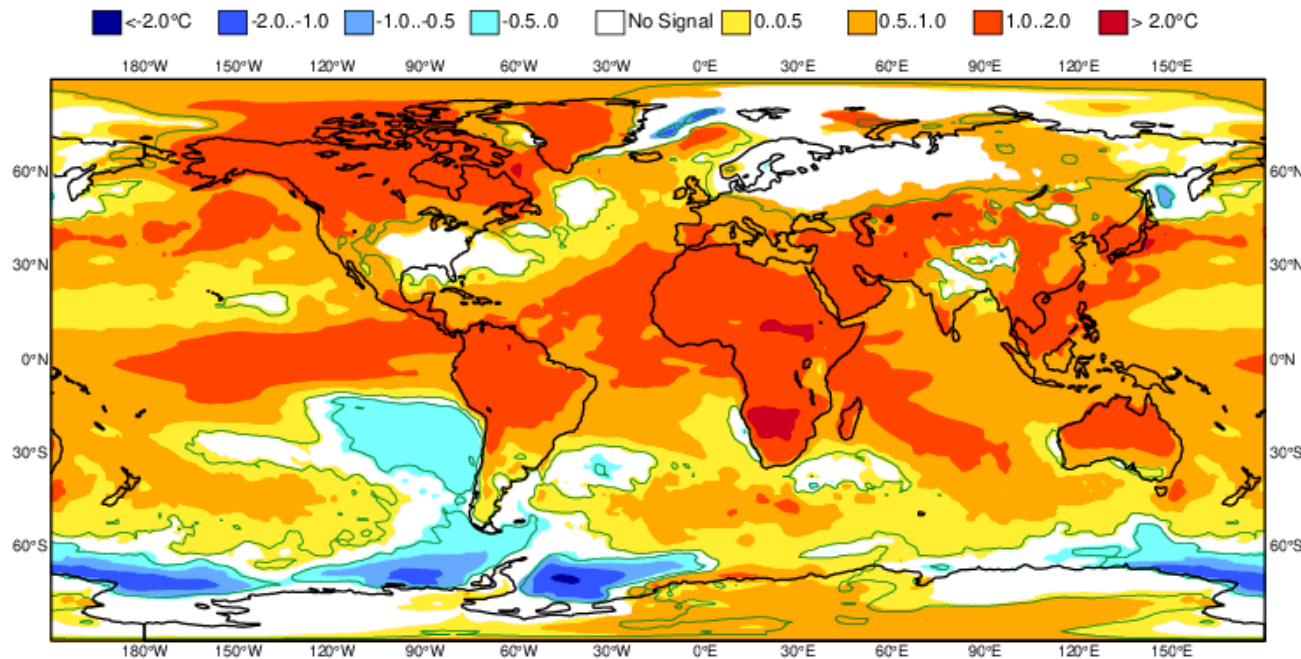 <-2.0°C -2.0..-1.0 -1.0..-0.5 -0.5..0 No Signal 0..0.5 0.5..1.0 1.0..2.0 > 2.0°C
180°W 150°W 120°W 90°W 60°W 30°W 0°E 30°E 60°E 90°E 120°E 150°E
60°N 60°N
30°N 30°N
0°N 0°N
30°S 30°S
60°S 60°S
180°W 150°W 120°W 90°W 60°W 30°W 0°E 30°E 60°E 90°E 120°E 150°E